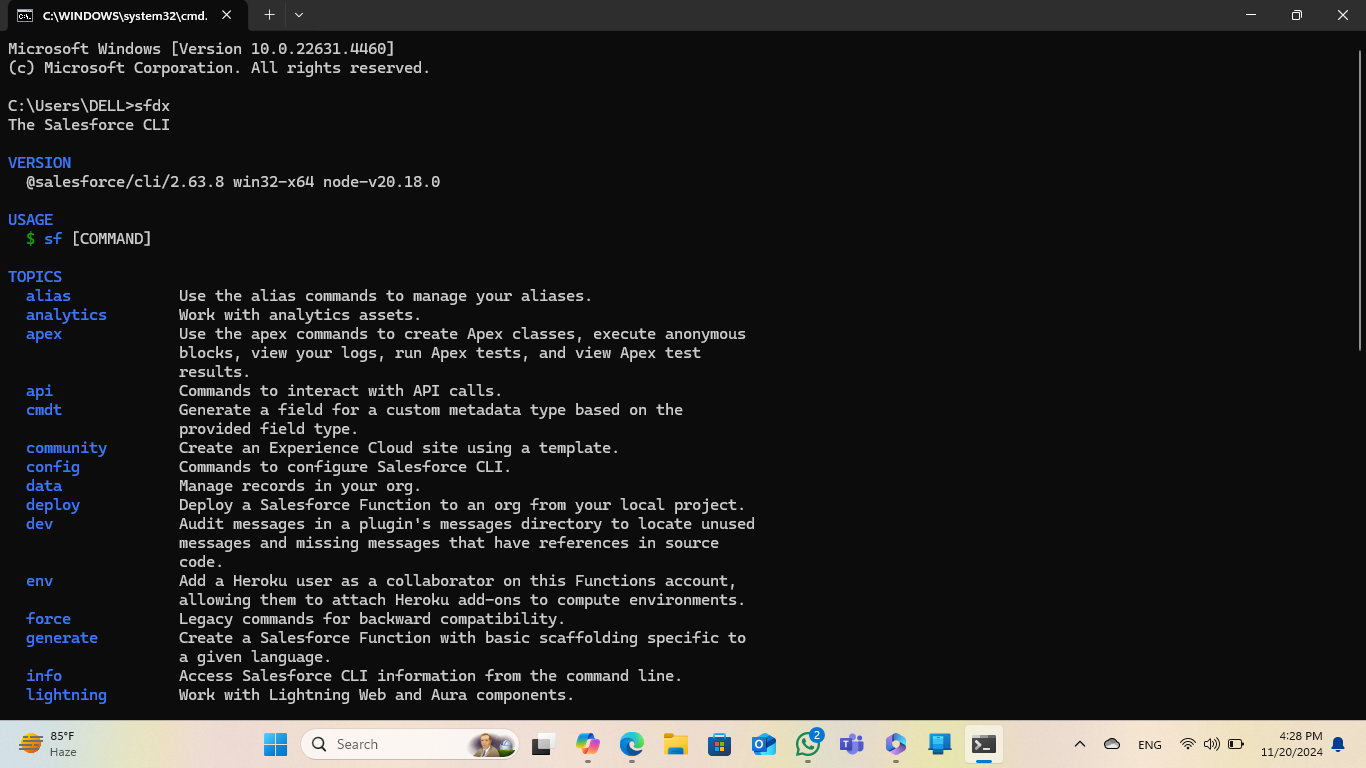 C:\WINDOWS\system32\cmd.
Microsoft Windows [Version 10.0.22631.4460]
(c) Microsoft Corporation. All rights reserved.
C:\Users\DELL>sfdx
The Salesforce CLI
VERSION
@salesforce/cli/2.63.8 win32-x64 node-v20.18.0
USAGE
$ sf [COMMAND]
TOPICS
alias Use the alias commands to manage your aliases.
analytics Work with analytics assets.
apex Use the apex commands to create Apex classes, execute anonymous
blocks, view your logs, run Apex tests, and view Apex test
results.
api Commands to interact with API calls.
cmdt Generate a field for a custom metadata type based on the
provided field type.
community Create an Experience Cloud site using a template.
config Commands to configure Salesforce CLI.
data Manage records in your org.
deploy Deploy a Salesforce Function to an org from your local project.
dev Audit messages in a plugin's messages directory to locate unused
messages and missing messages that have references in source
code.
env Add a Heroku user as a collaborator on this Functions account,
allowing them to attach Heroku add-ons to compute environments.
force Legacy commands for backward compatibility.
generate Create a Salesforce Function with basic scaffolding specific to
a given language.
info Access Salesforce CLI information from the command line.
lightning Work with Lightning Web and Aura components.
85°F
Haze
Search
2
ENG
4:28 PM
11/20/2024